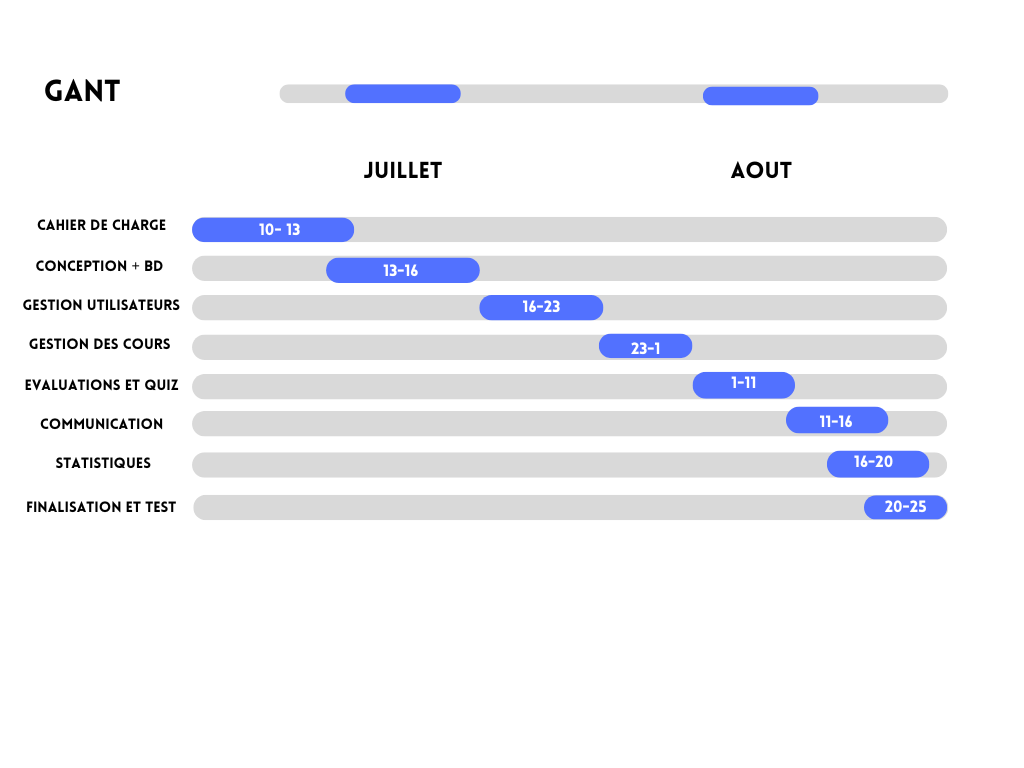 GANT
JUILLET
AOUT
CAHIER DE CHARGE
10- 13
CONCEPTION + BD
13-16
GESTION UTILISATEURS
16-23
GESTION DES COURS
23-1
EVALUATIONS ET QUIZ
1-11
COMMUNICATION
11-16
STATISTIQUES
16-20
FINALISATION ET TEST
20-25